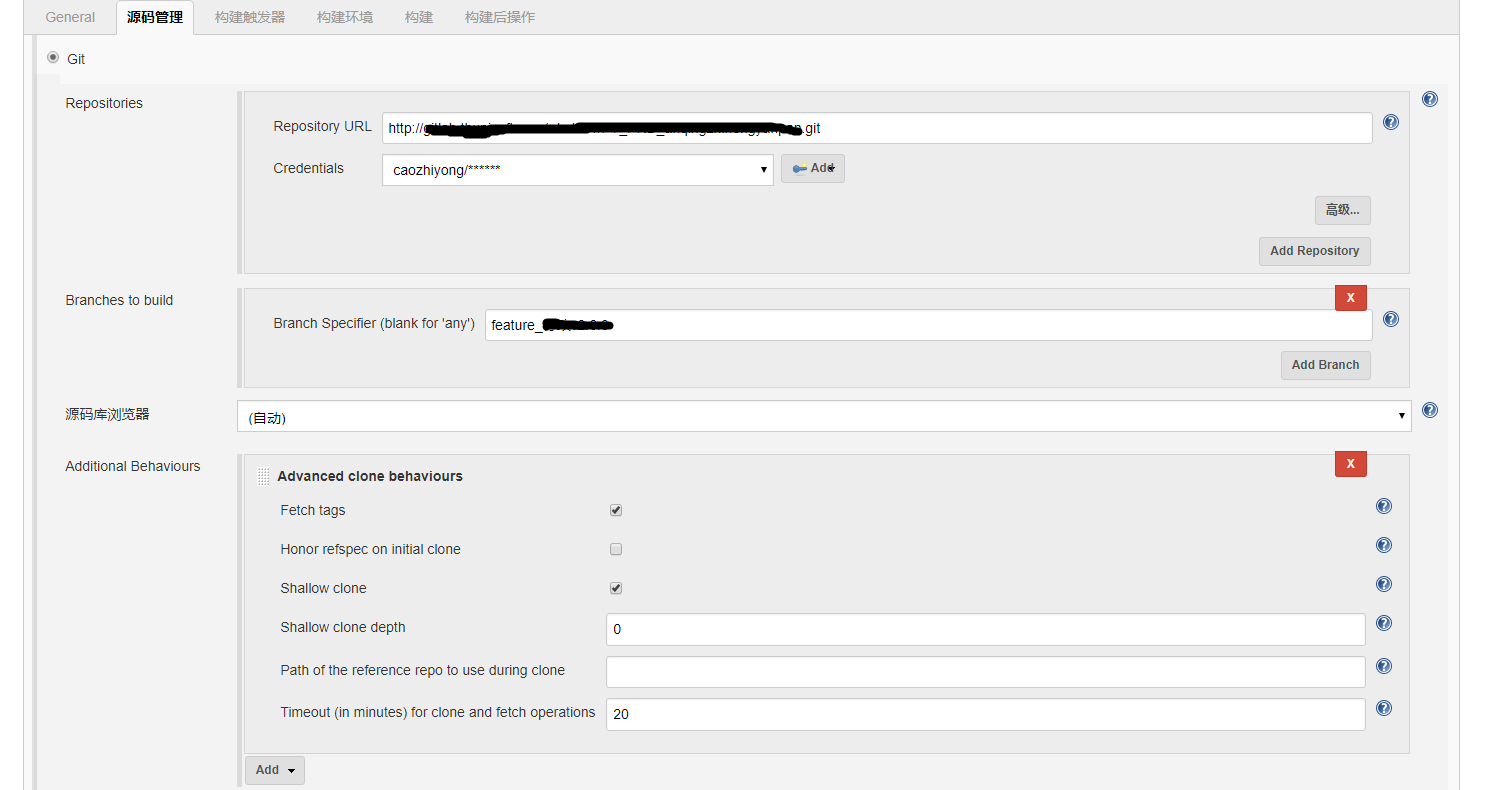 General 源码管理 构建触发器 构建环境 构建 构建后操作
Git
Repositories
Repository URL http:// .git
Credentials caozhiyong/****** Add
高级...
Add Repository
Branches to build X
Branch Specifier (blank for 'any') feature_
Add Branch
源码库浏览器 (自动)
Additional Behaviours X
Advanced clone behaviours
Fetch tags
Honor refspec on initial clone
Shallow clone
Shallow clone depth 0
Path of the reference repo to use during clone
Timeout (in minutes) for clone and fetch operations 20
Add